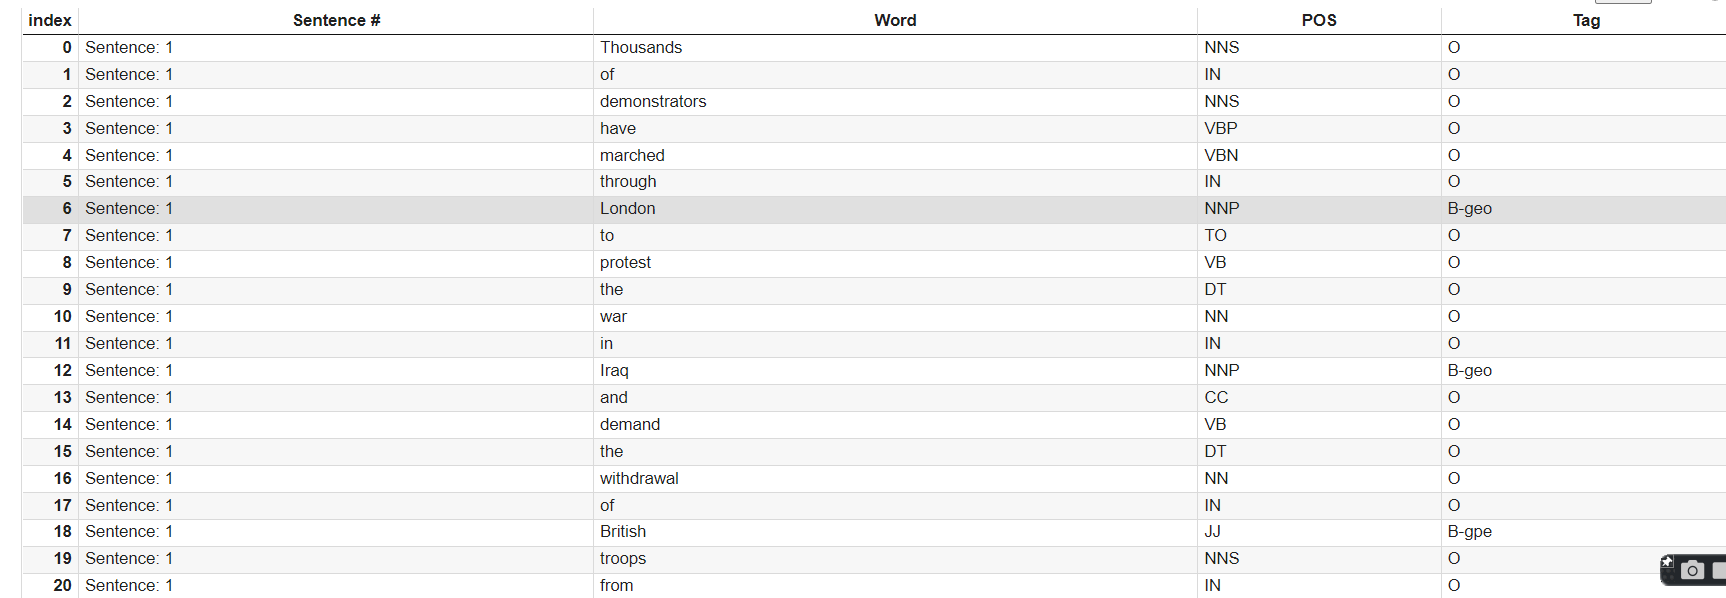 index Sentence # Word POS Tag
0 Sentence: 1 Thousands NNS O
1 Sentence: 1 of IN O
2 Sentence: 1 demonstrators NNS O
3 Sentence: 1 have VBP O
4 Sentence: 1 marched VBN O
5 Sentence: 1 through IN O
6 Sentence: 1 London NNP B-geo
7 Sentence: 1 to TO O
8 Sentence: 1 protest VB O
9 Sentence: 1 the DT O
10 Sentence: 1 war NN O
11 Sentence: 1 in IN O
12 Sentence: 1 Iraq NNP B-geo
13 Sentence: 1 and CC O
14 Sentence: 1 demand VB O
15 Sentence: 1 the DT O
16 Sentence: 1 withdrawal NN O
17 Sentence: 1 of IN O
18 Sentence: 1 British JJ B-gpe
19 Sentence: 1 troops NNS O
20 Sentence: 1 from IN O